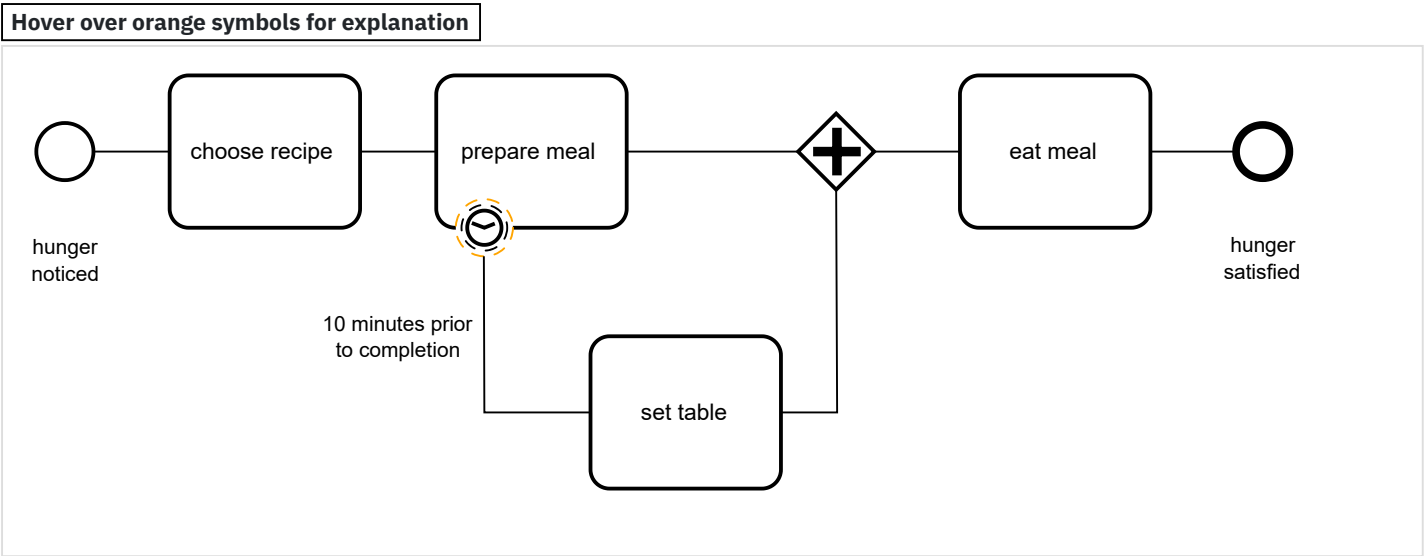 Hover over orange symbols for explanation
choose recipe
prepare meal
eat meal
hunger
noticed
hunger
satisfied
10 minutes prior
to completion
set table